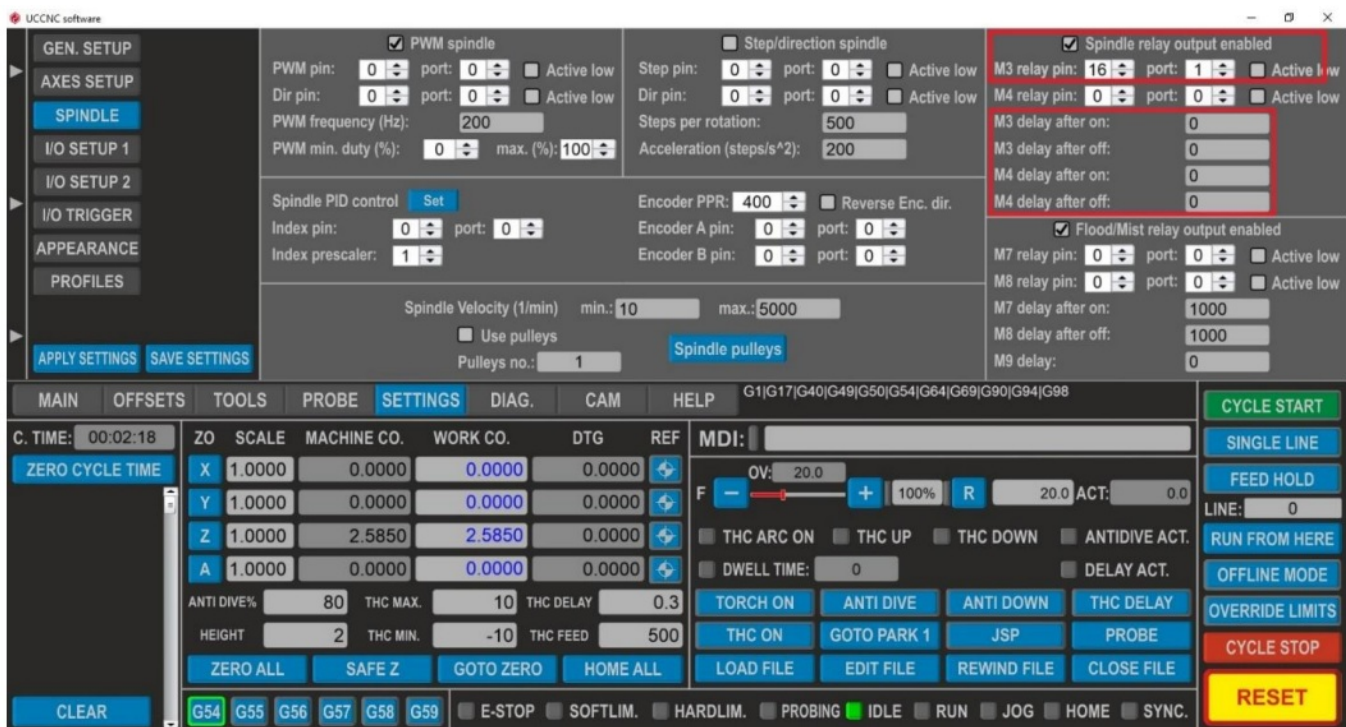 UCCNC software
GEN. SETUP
AXES SETUP
SPINDLE
I/O SETUP 1
I/O SETUP 2
I/O TRIGGER
APPEARANCE
PROFILES
APPLY SETTINGS SAVE SETTINGS
PWM spindle
PWM pin: 0 port: 0 Active low
Dir pin: 0 port: 0 Active low
PWM frequency (Hz): 200
PWM min. duty (%): 0 max. (%): 100
Step/direction spindle
Step pin: 0 port: 0 Active low
Dir pin: 0 port: 0 Active low
Steps per rotation: 500
Acceleration (steps/s^2): 200
Spindle relay output enabled
M3 relay pin: 16 port: 1 Active low
M4 relay pin: 0 port: 0 Active low
M3 delay after on: 0
M3 delay after off: 0
M4 delay after on: 0
M4 delay after off: 0
Spindle PID control Set
Index pin: 0 port: 0
Index prescaler: 1
Encoder PPR: 400 Reverse Enc. dir.
Encoder A pin: 0 port: 0
Encoder B pin: 0 port: 0
Flood/Mist relay output enabled
M7 relay pin: 0 port: 0 Active low
M8 relay pin: 0 port: 0 Active low
M7 delay after on: 1000
M8 delay after off: 1000
M9 delay: 0
Spindle Velocity (1/min) min.: 10 max.: 5000
Use pulleys
Pulleys no.: 1
Spindle pulleys
MAIN OFFSETS TOOLS PROBE SETTINGS DIAG. CAM HELP
G1|G17|G40|G49|G50|G54|G64|G69|G90|G94|G98
C. TIME: 00:02:18
ZERO CYCLE TIME
CLEAR
ZO SCALE MACHINE CO. WORK CO. DTG REF
X 1.0000 0.0000 0.0000 0.0000
Y 1.0000 0.0000 0.0000 0.0000
Z 1.0000 2.5850 2.5850 0.0000
A 1.0000 0.0000 0.0000 0.0000
ANTI DIVE% 80 THC MAX. 10 THC DELAY 0.3
HEIGHT 2 THC MIN. -10 THC FEED 500
ZERO ALL SAFE Z GOTO ZERO HOME ALL
MDI:
OV: 20.0
F − + 100% R 20.0 ACT: 0.0
THC ARC ON THC UP THC DOWN ANTIDIVE ACT.
DWELL TIME: 0 DELAY ACT.
TORCH ON ANTI DIVE ANTI DOWN THC DELAY
THC ON GOTO PARK 1 JSP PROBE
LOAD FILE EDIT FILE REWIND FILE CLOSE FILE
G54 G55 G56 G57 G58 G59 E-STOP SOFTLIM. HARDLIM. PROBING IDLE RUN JOG HOME SYNC.
CYCLE START
SINGLE LINE
FEED HOLD
LINE: 0
RUN FROM HERE
OFFLINE MODE
OVERRIDE LIMITS
CYCLE STOP
RESET